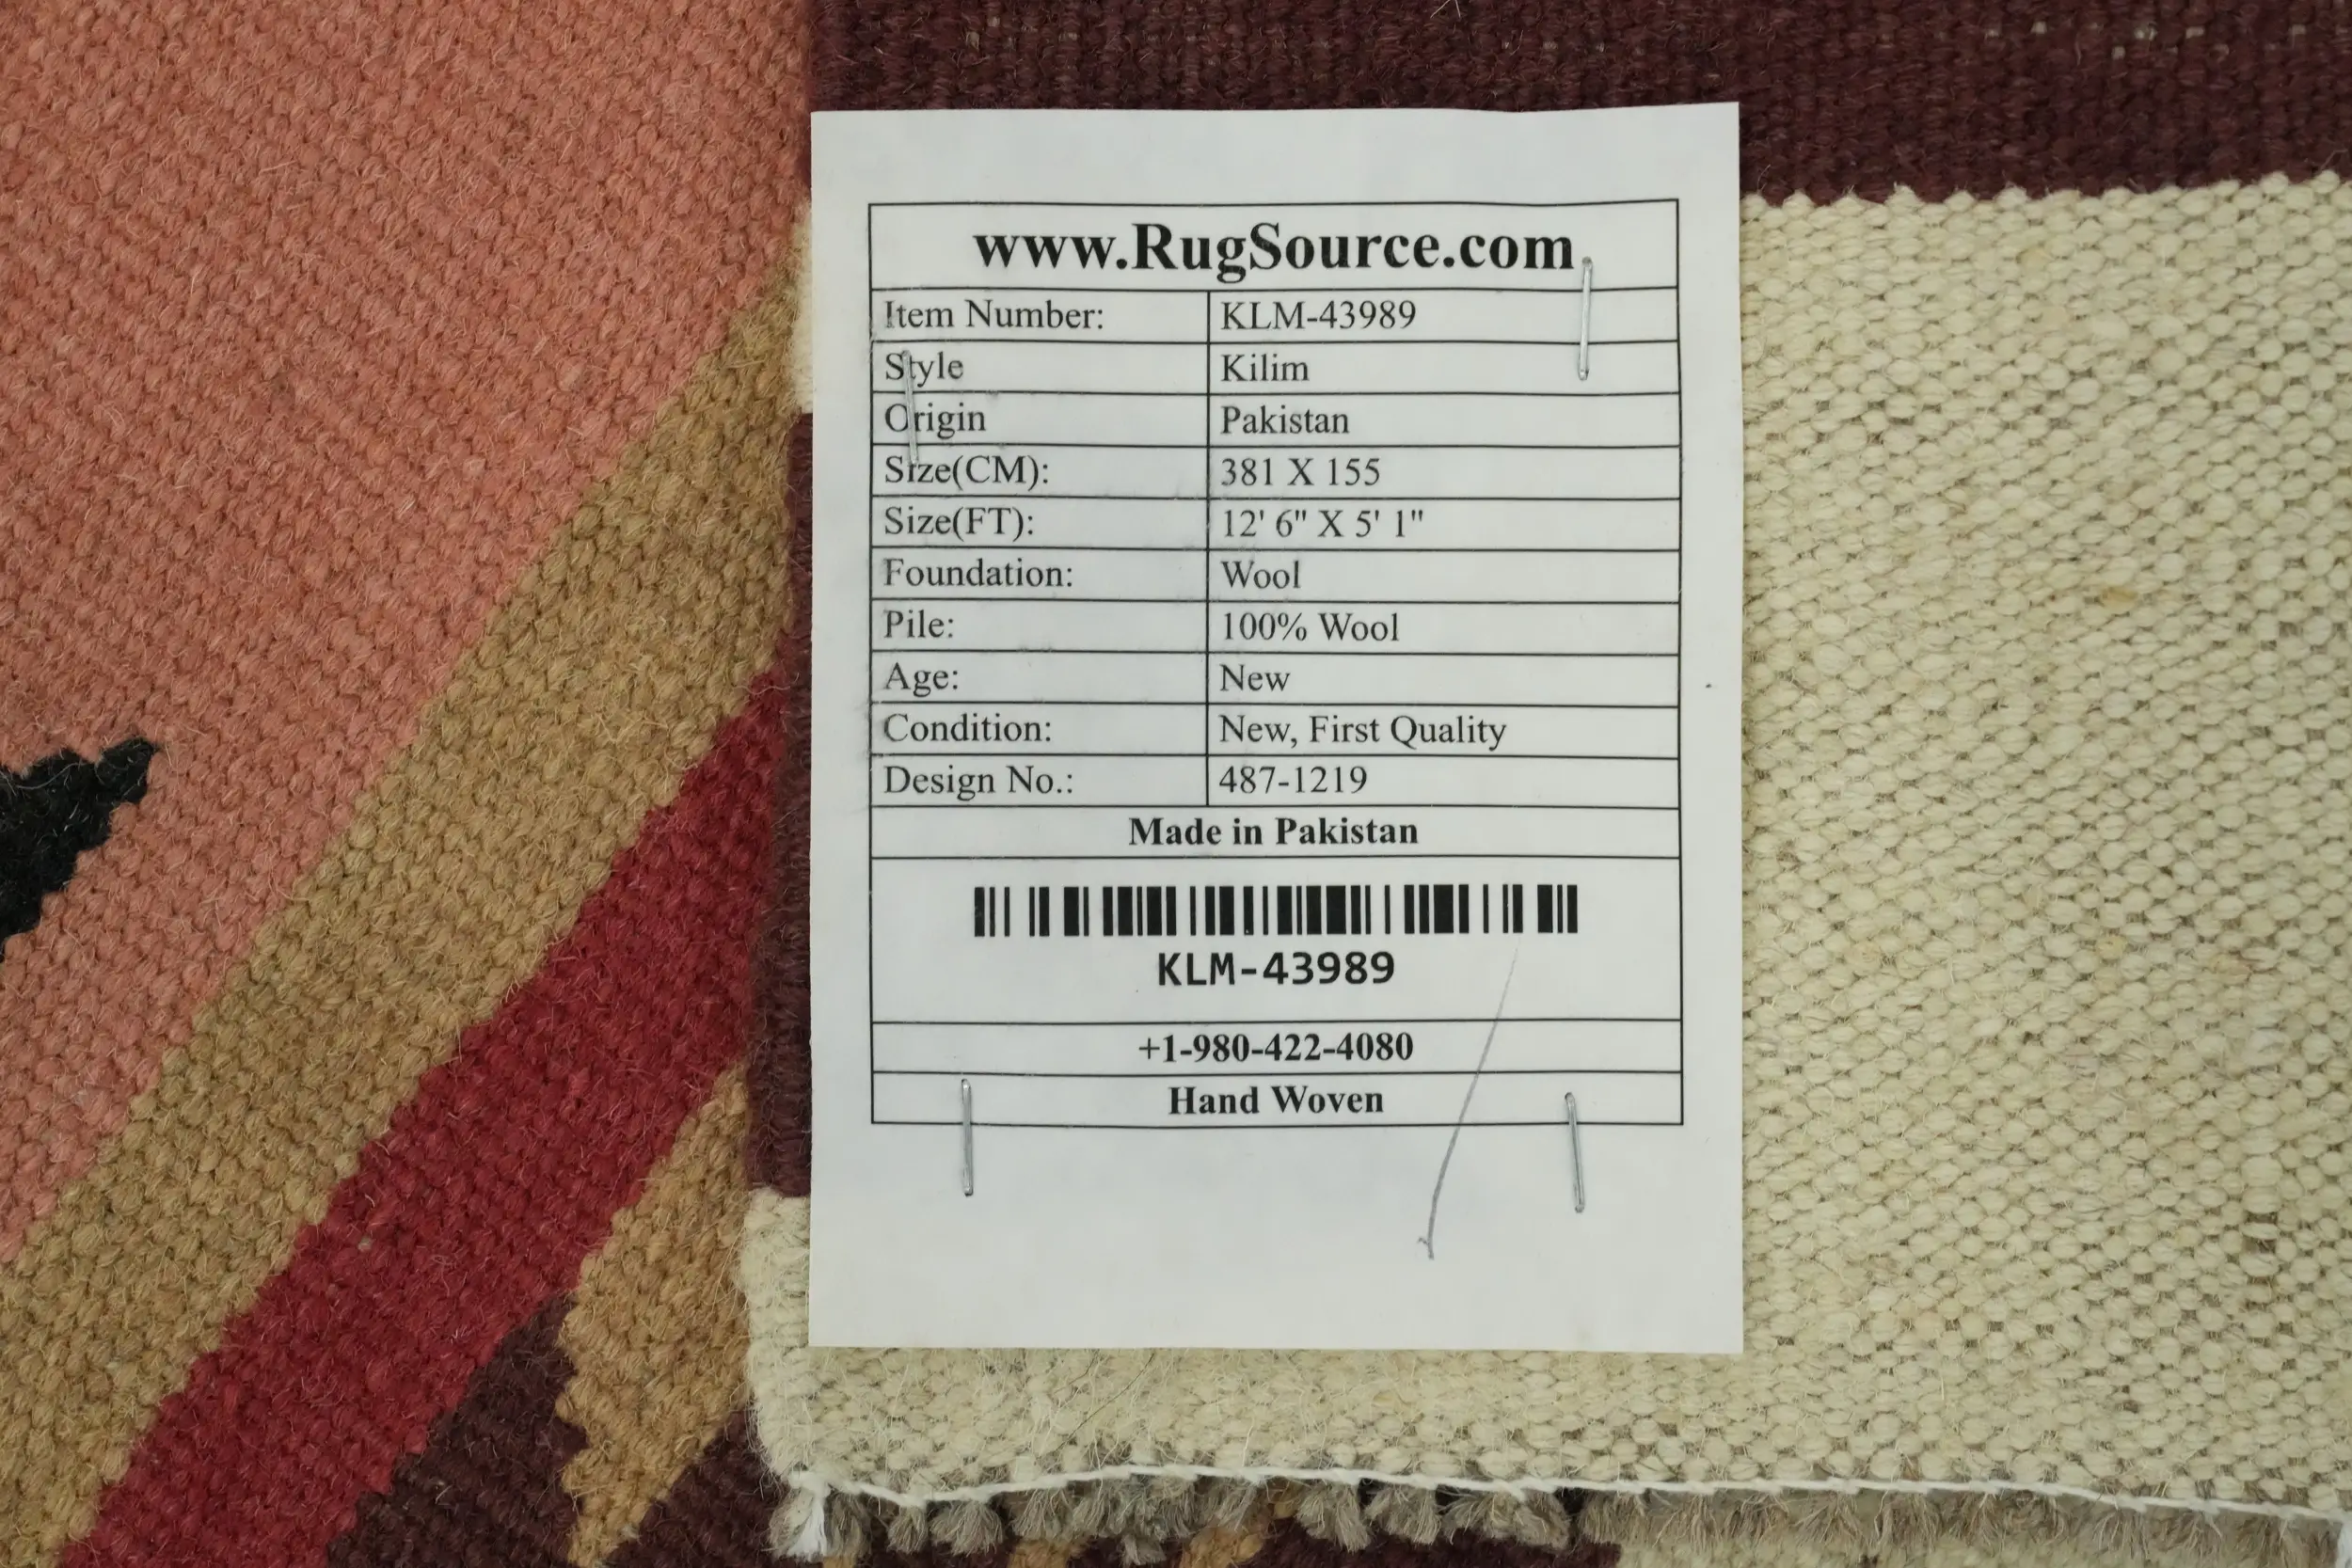 www.RugSource.com
Item Number: KLM-43989
Style Kilim
Origin Pakistan
Size(CM): 381 X 155
Size(FT): 12' 6" X 5' 1"
Foundation: Wool
Pile: 100% Wool
Age: New
Condition: New, First Quality
Design No.: 487-1219
Made in Pakistan
KLM-43989
+1-980-422-4080
Hand Woven